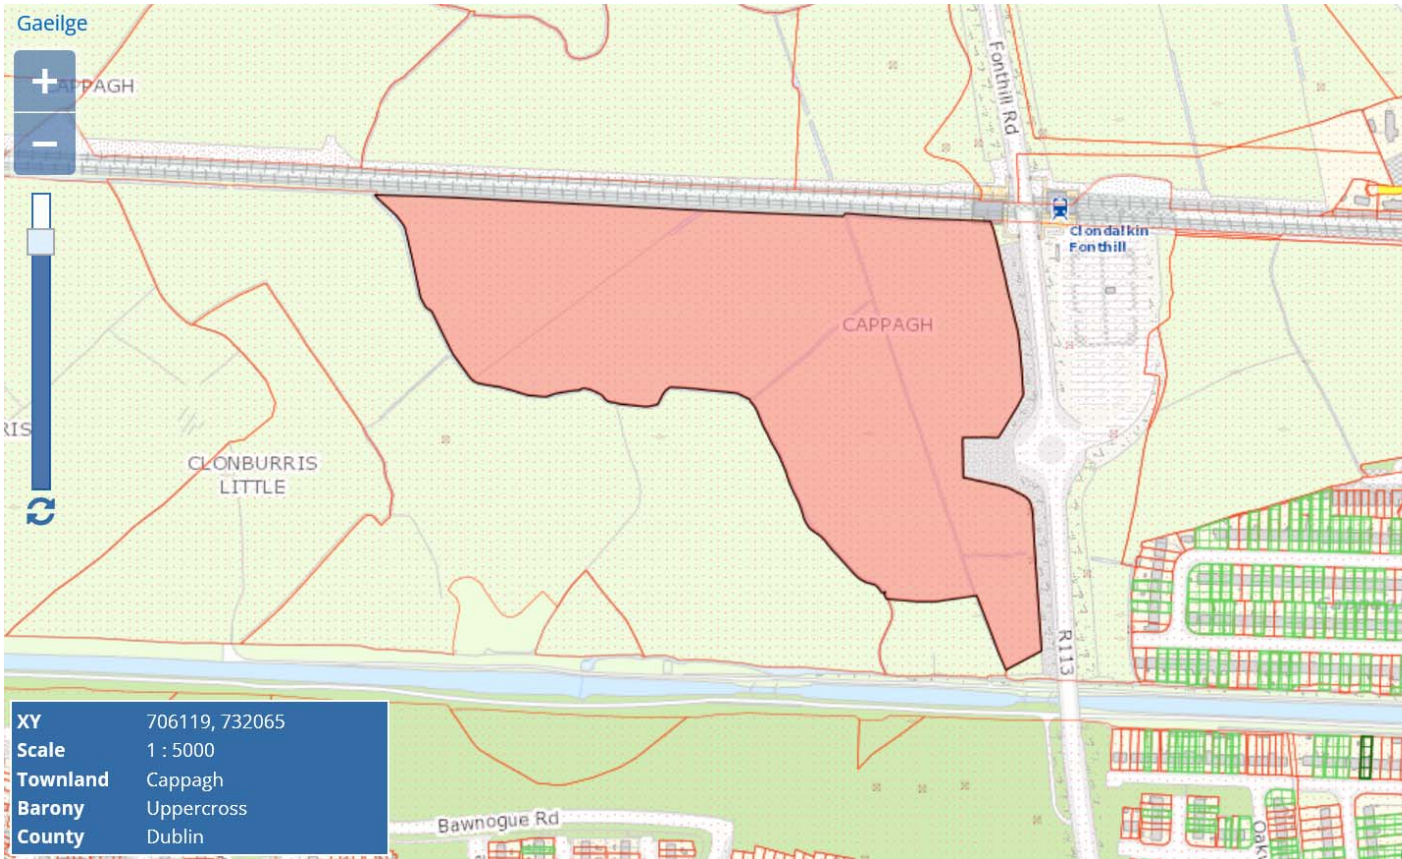 Gaeilge
+
−
Fonthill Rd
Clondalkin
Fonthill
CAPPAGH
CLONBURRIS
LITTLE
R113
Bawnogue Rd
XY 706119, 732065
Scale 1 : 5000
Townland Cappagh
Barony Uppercross
County Dublin